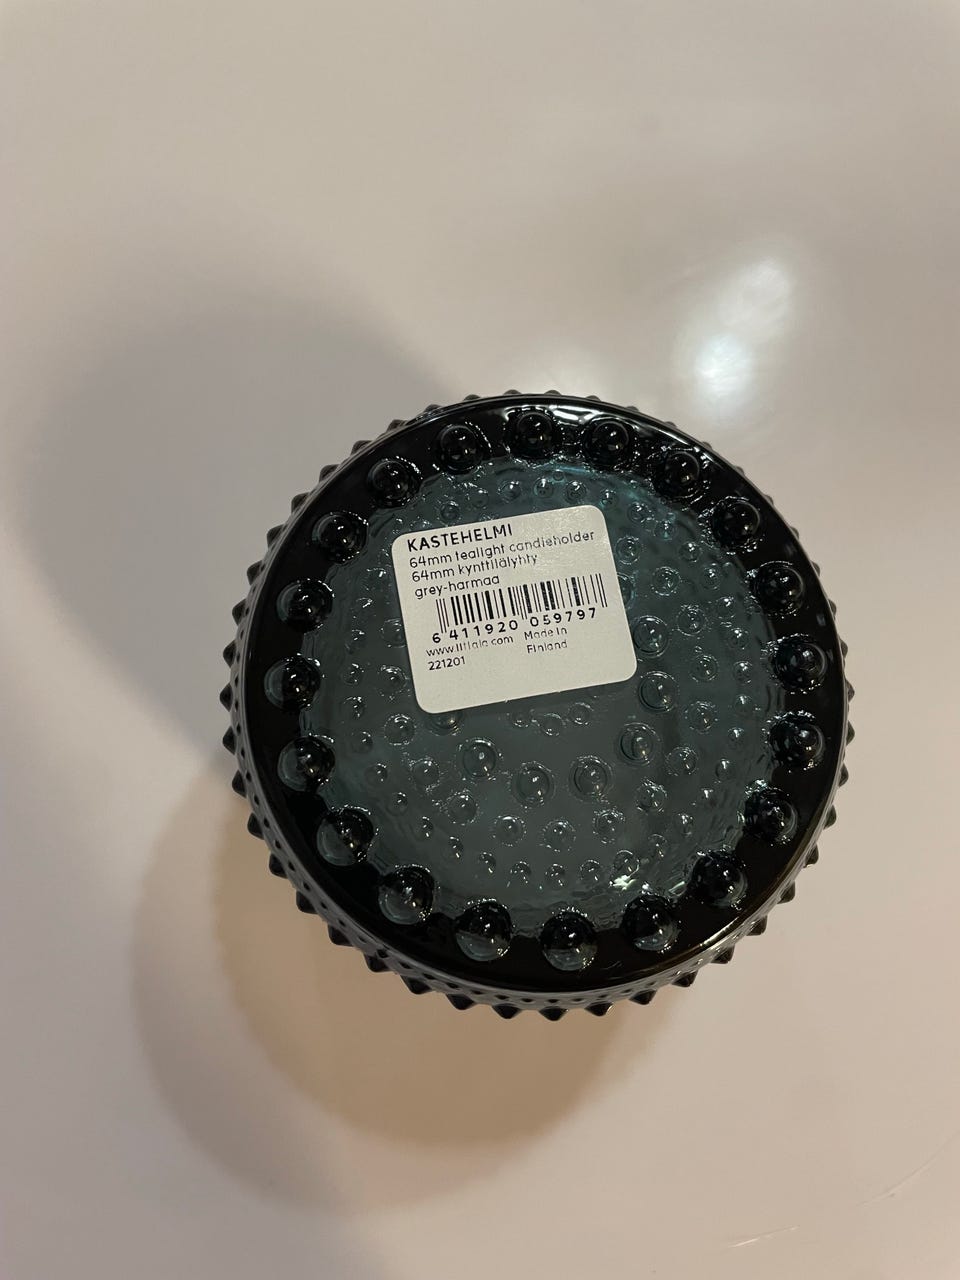 KASTEHELMI
64mm tealight candleholder
64mm kynttilälyhty
grey-harmaa
6 411920 059797
www.iittala.com Made in
221201 Finland